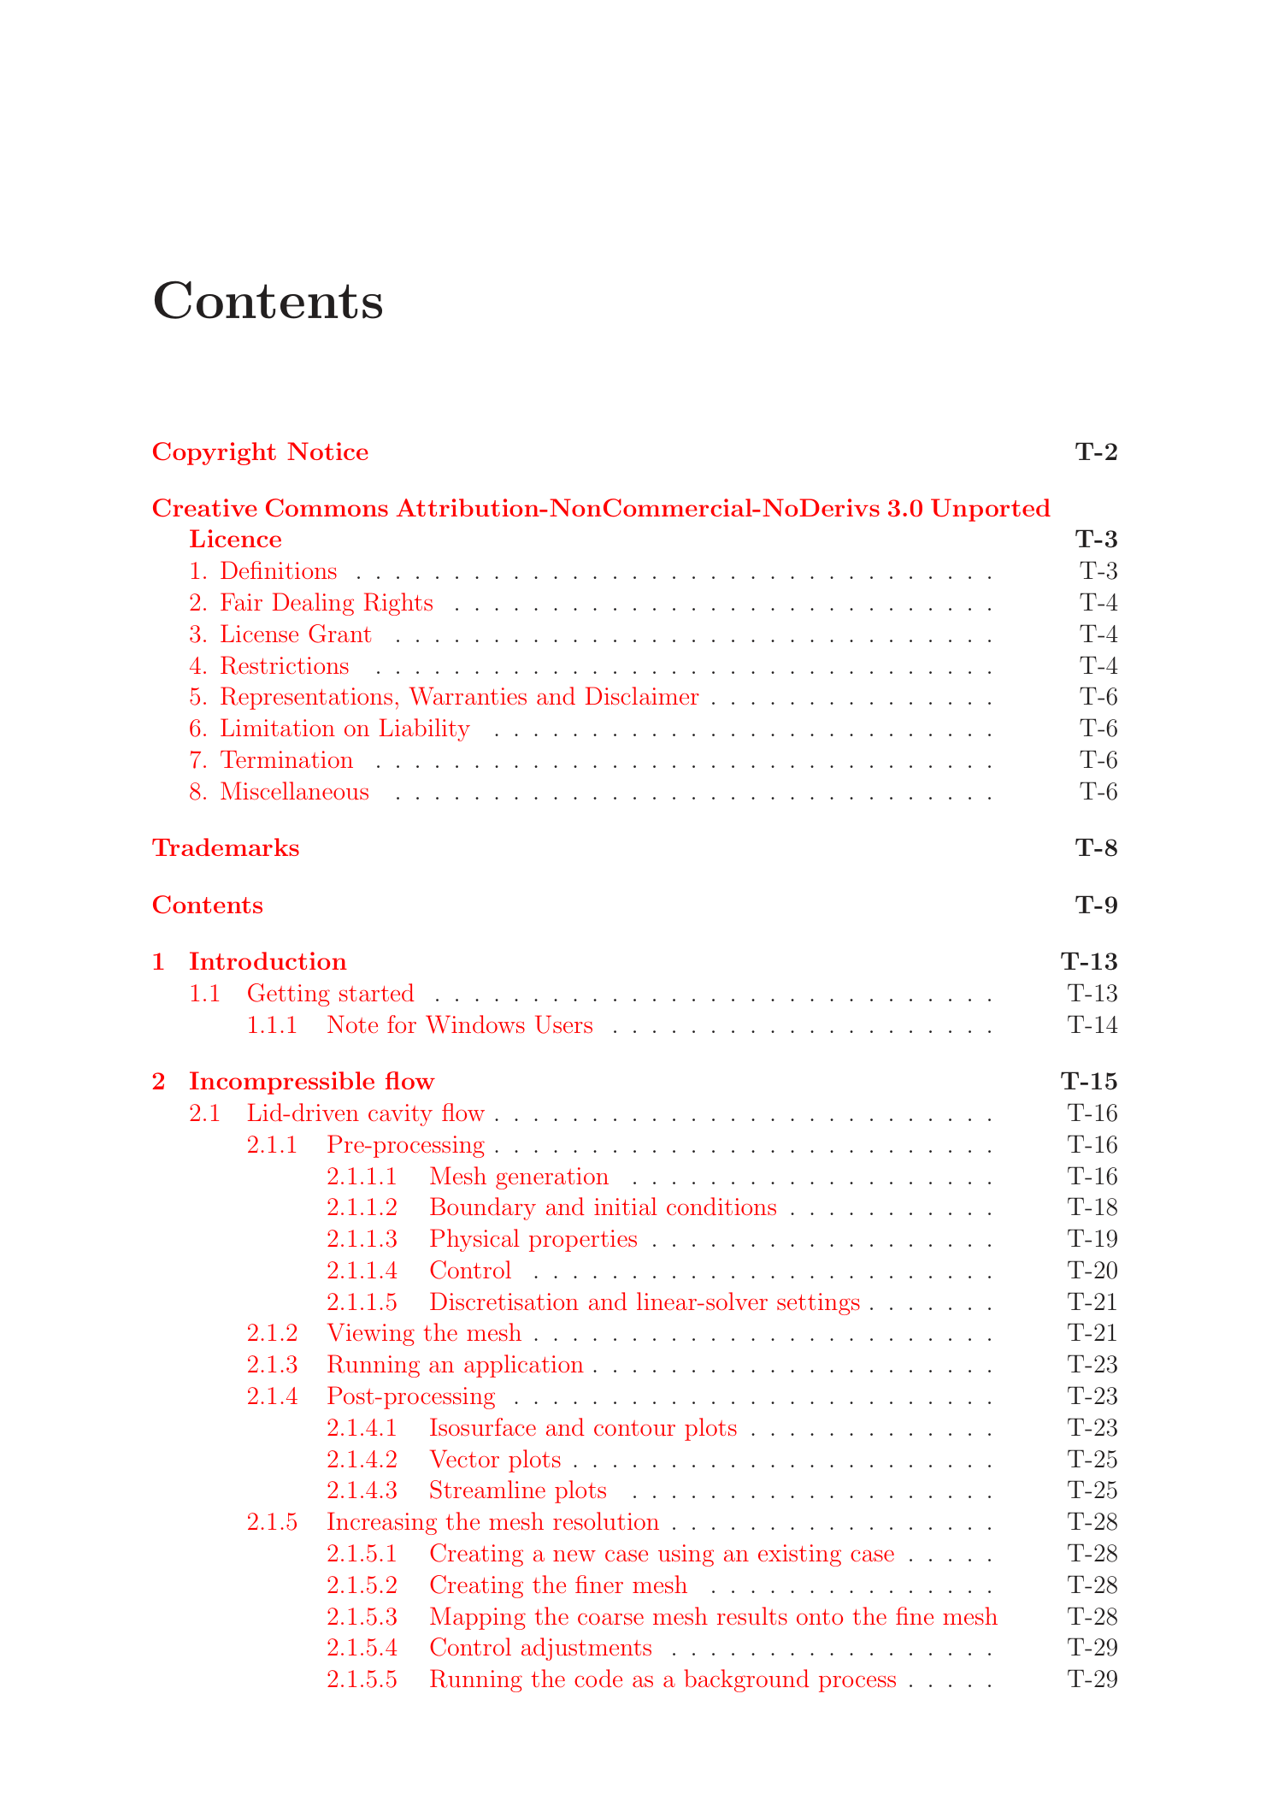 Contents
Copyright Notice T-2
Creative Commons Attribution-NonCommercial-NoDerivs 3.0 Unported
Licence T-3
1. Definitions . . . . . . . . . . . . . . . . . . . . . . . . . . . . . . . . . T-3
2. Fair Dealing Rights . . . . . . . . . . . . . . . . . . . . . . . . . . . . T-4
3. License Grant . . . . . . . . . . . . . . . . . . . . . . . . . . . . . . . T-4
4. Restrictions . . . . . . . . . . . . . . . . . . . . . . . . . . . . . . . . T-4
5. Representations, Warranties and Disclaimer . . . . . . . . . . . . . . . T-6
6. Limitation on Liability . . . . . . . . . . . . . . . . . . . . . . . . . . T-6
7. Termination . . . . . . . . . . . . . . . . . . . . . . . . . . . . . . . . T-6
8. Miscellaneous . . . . . . . . . . . . . . . . . . . . . . . . . . . . . . . T-6
Trademarks T-8
Contents T-9
1 Introduction T-13
1.1 Getting started . . . . . . . . . . . . . . . . . . . . . . . . . . . . . T-13
1.1.1 Note for Windows Users . . . . . . . . . . . . . . . . . . . . T-14
2 Incompressible flow T-15
2.1 Lid-driven cavity flow . . . . . . . . . . . . . . . . . . . . . . . . . . T-16
2.1.1 Pre-processing . . . . . . . . . . . . . . . . . . . . . . . . . . T-16
2.1.1.1 Mesh generation . . . . . . . . . . . . . . . . . . . T-16
2.1.1.2 Boundary and initial conditions . . . . . . . . . . . T-18
2.1.1.3 Physical properties . . . . . . . . . . . . . . . . . . T-19
2.1.1.4 Control . . . . . . . . . . . . . . . . . . . . . . . . T-20
2.1.1.5 Discretisation and linear-solver settings . . . . . . . T-21
2.1.2 Viewing the mesh . . . . . . . . . . . . . . . . . . . . . . . . T-21
2.1.3 Running an application . . . . . . . . . . . . . . . . . . . . . T-23
2.1.4 Post-processing . . . . . . . . . . . . . . . . . . . . . . . . . T-23
2.1.4.1 Isosurface and contour plots . . . . . . . . . . . . . T-23
2.1.4.2 Vector plots . . . . . . . . . . . . . . . . . . . . . . T-25
2.1.4.3 Streamline plots . . . . . . . . . . . . . . . . . . . T-25
2.1.5 Increasing the mesh resolution . . . . . . . . . . . . . . . . . T-28
2.1.5.1 Creating a new case using an existing case . . . . . T-28
2.1.5.2 Creating the finer mesh . . . . . . . . . . . . . . . T-28
2.1.5.3 Mapping the coarse mesh results onto the fine mesh T-28
2.1.5.4 Control adjustments . . . . . . . . . . . . . . . . . T-29
2.1.5.5 Running the code as a background process . . . . . T-29